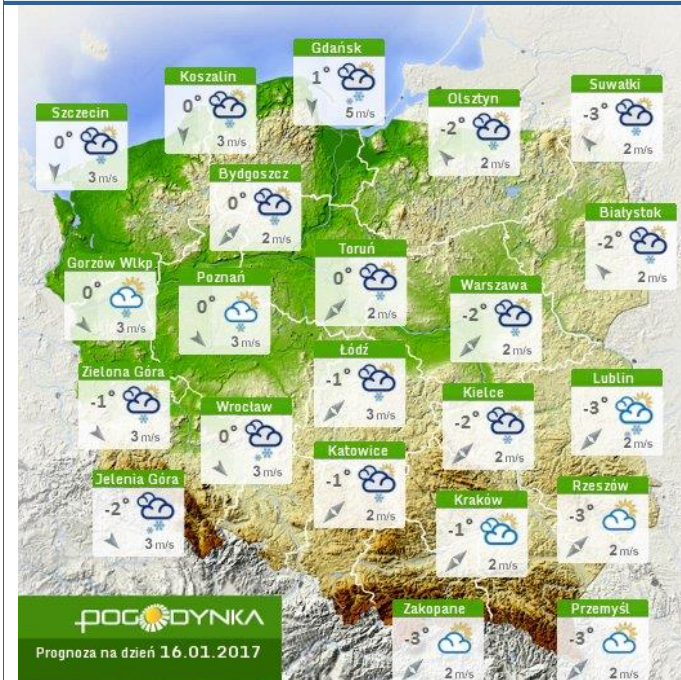 Gdańsk
1°
5 m/s
Koszalin
0°
3 m/s
Szczecin
0°
3 m/s
Olsztyn
-2°
2 m/s
Suwałki
-3°
2 m/s
Bydgoszcz
0°
2 m/s
Białystok
-2°
2 m/s
Toruń
0°
2 m/s
Gorzów Wlkp
0°
3 m/s
Poznań
0°
3 m/s
Warszawa
-2°
2 m/s
Łódź
-1°
3 m/s
Zielona Góra
-1°
3 m/s
Wrocław
0°
3 m/s
Kielce
-2°
2 m/s
Lublin
-3°
2 m/s
Katowice
-1°
2 m/s
Jelenia Góra
-2°
3 m/s
Kraków
-1°
2 m/s
Rzeszów
-3°
2 m/s
Zakopane
-3°
2 m/s
Przemyśl
-3°
2 m/s
POGODYNKA
Prognoza na dzień 16.01.2017